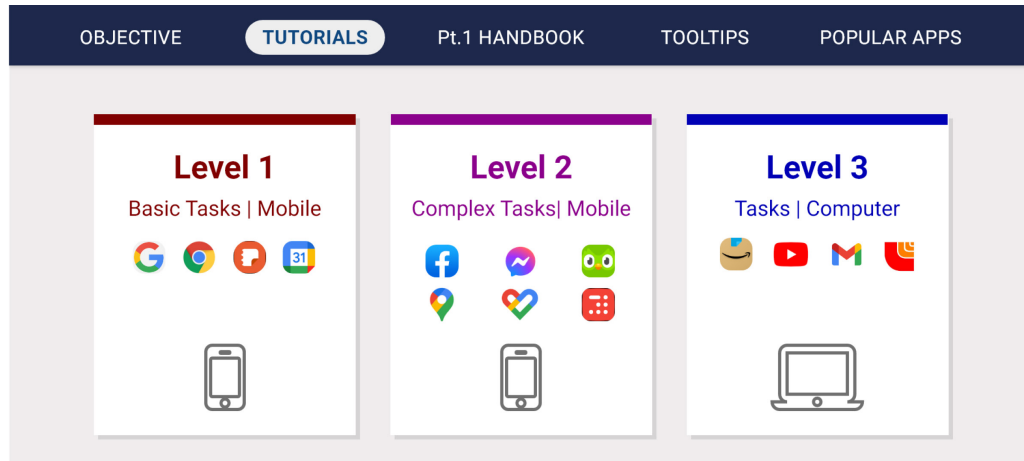 OBJECTIVE TUTORIALS Pt.1 HANDBOOK TOOLTIPS POPULAR APPS
Level 1
Basic Tasks | Mobile
31
Level 2
Complex Tasks| Mobile
Level 3
Tasks | Computer